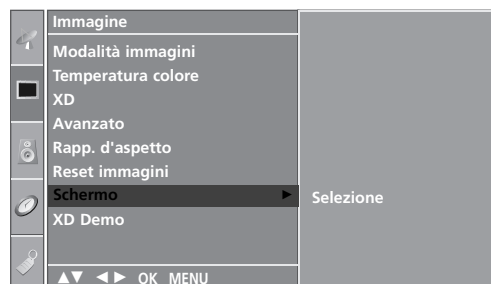 Immagine
Modalità immagini
Temperatura colore
XD
Avanzato
Rapp. d'aspetto
Reset immagini
Schermo ► Selezione
XD Demo
▲▼ ◄► OK MENU